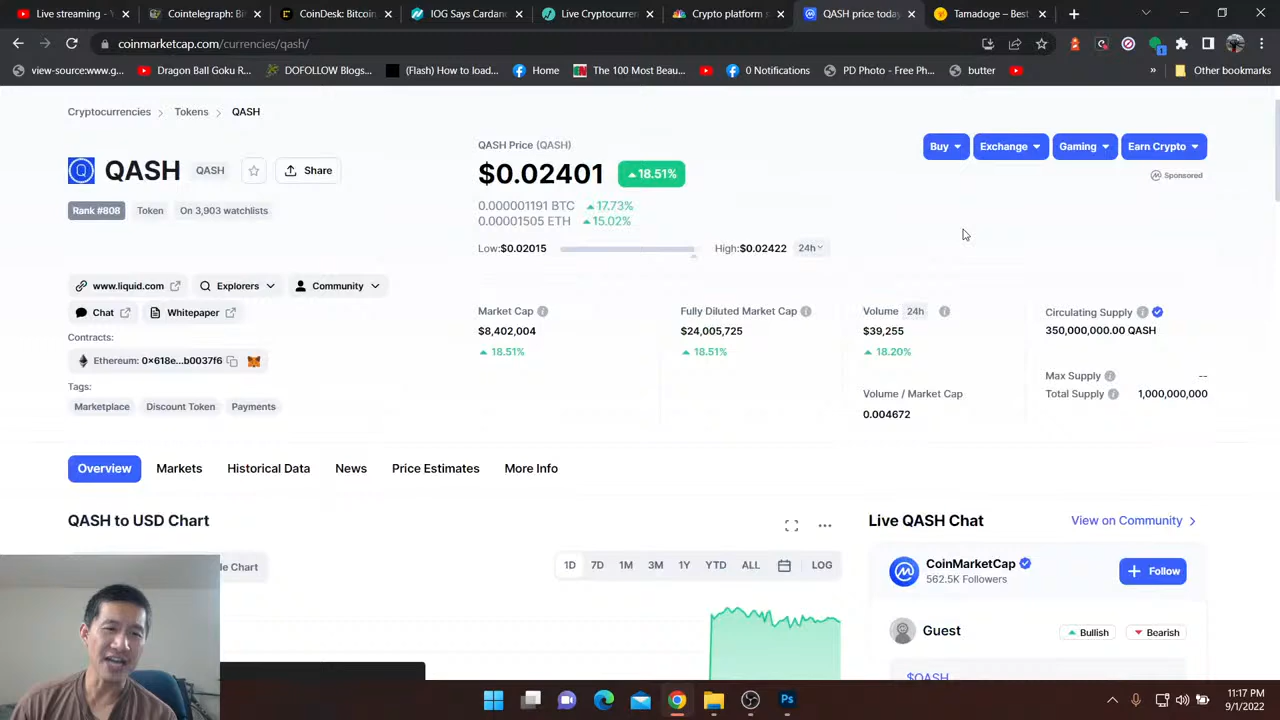 Live streaming
Cointelegraph: Bi
CoinDesk: Bitcoin
IOG Says Cardan
Live Cryptocurren
Crypto platform s
QASH price today
Tamadoge – Best
coinmarketcap.com/currencies/qash/
view-source:www.g...
Dragon Ball Goku R...
DOFOLLOW Blogs...
(Flash) How to load...
Home
The 100 Most Beau...
0 Notifications
PD Photo - Free Ph...
butter
»
Other bookmarks
Cryptocurrencies
Tokens
QASH
QASH
QASH
Share
Rank #808
Token
On 3,903 watchlists
www.liquid.com
Explorers
Community
Chat
Whitepaper
Contracts:
Ethereum: 0x618e...b0037f6
Tags:
Marketplace
Discount Token
Payments
QASH Price (QASH)
$0.02401
18.51%
0.000001191 BTC
17.73%
0.00001505 ETH
15.02%
Low:$0.02015
High:$0.02422
24h
Buy
Exchange
Gaming
Earn Crypto
Sponsored
Market Cap
$8,402,004
18.51%
Fully Diluted Market Cap
$24,005,725
18.51%
Volume 24h
$39,255
18.20%
Volume / Market Cap
0.004672
Circulating Supply
350,000,000.00 QASH
Max Supply
--
Total Supply
1,000,000,000
Overview
Markets
Historical Data
News
Price Estimates
More Info
QASH to USD Chart
le Chart
1D
7D
1M
3M
1Y
YTD
ALL
LOG
Live QASH Chat
View on Community
CoinMarketCap
562.5K Followers
Follow
Guest
Bullish
Bearish
$QASH
Ps
11:17 PM
9/1/2022